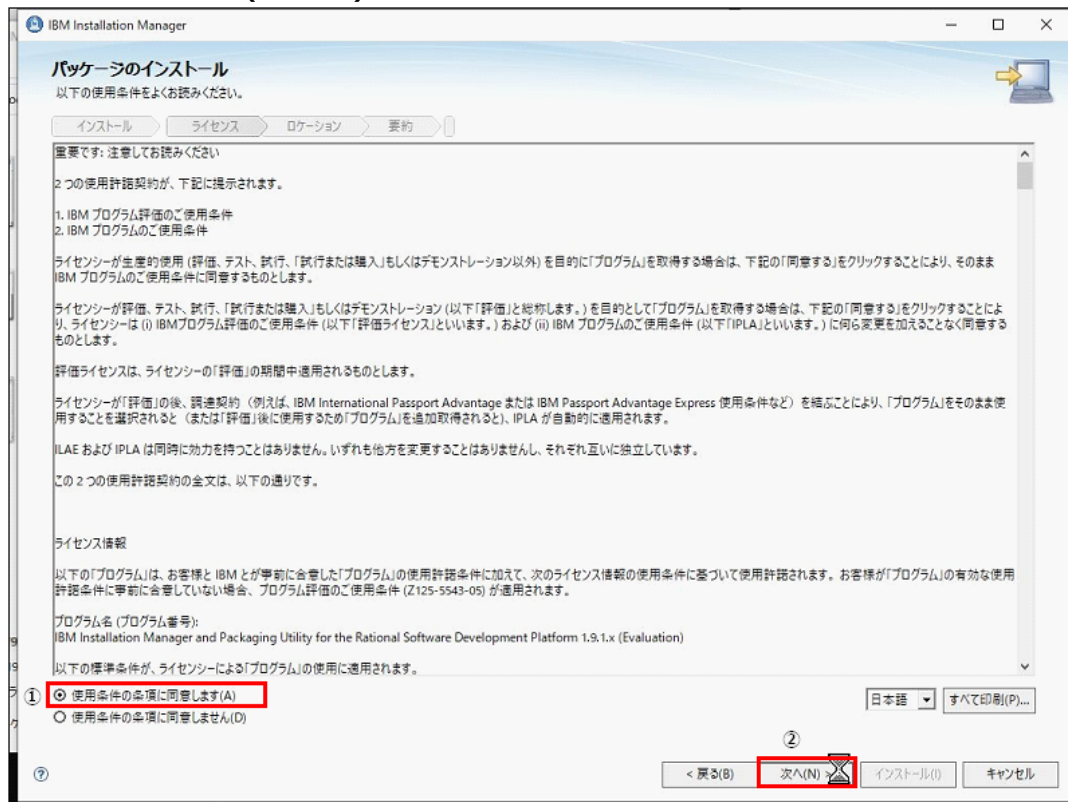 IBM Installation Manager
パッケージのインストール
以下の使用条件をよくお読みください。
インストール ライセンス ロケーション 要約
重要です: 注意してお読みください
2 つの使用許諾契約が、下記に提示されます。
1. IBM プログラム評価のご使用条件
2. IBM プログラムのご使用条件
ライセンシーが生産的使用 (評価、テスト、試行、「試行または購入」もしくはデモンストレーション以外) を目的に「プログラム」を取得する場合は、下記の「同意する」をクリックすることにより、そのまま
IBM プログラムのご使用条件に同意するものとします。
ライセンシーが評価、テスト、試行、「試行または購入」もしくはデモンストレーション (以下「評価」と総称します。) を目的として「プログラム」を取得する場合は、下記の「同意する」をクリックすることによ
り、ライセンシーは (i) IBMプログラム評価のご使用条件 (以下「評価ライセンス」といいます。) および (ii) IBM プログラムのご使用条件 (以下「IPLA」といいます。) に何ら変更を加えることなく同意する
ものとします。
評価ライセンスは、ライセンシーの「評価」の期間中適用されるものとします。
ライセンシーが「評価」の後、調達契約（例えば、IBM International Passport Advantage または IBM Passport Advantage Express 使用条件など）を結ぶことにより、「プログラム」をそのまま使
用することを選択されると（または「評価」後に使用するため「プログラム」を追加取得されると)、IPLA が自動的に適用されます。
ILAE および IPLA は同時に効力を持つことはありません。いずれも他方を変更することはありませんし、それぞれ互いに独立しています。
この 2 つの使用許諾契約の全文は、以下の通りです。
ライセンス情報
以下の「プログラム」は、お客様と IBM とが事前に合意した「プログラム」の使用許諾条件に加えて、次のライセンス情報の使用条件に基づいて使用許諾されます。お客様が「プログラム」の有効な使用
許諾条件に事前に合意していない場合、プログラム評価のご使用条件 (Z125-5543-05) が適用されます。
プログラム名 (プログラム番号):
IBM Installation Manager and Packaging Utility for the Rational Software Development Platform 1.9.1.x (Evaluation)
以下の標準条件が、ライセンシーによる「プログラム」の使用に適用されます。
① 使用条件の条項に同意します(A) 日本語 すべて印刷(P)...
使用条件の条項に同意しません(D)
②
? < 戻る(B) 次へ(N) > インストール(I) キャンセル